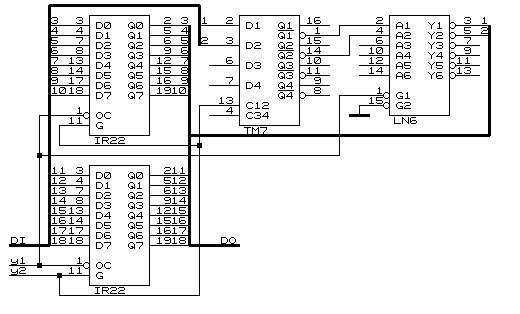 3 3 D0 Q0 2 3
4 4 D1 Q1 5 4
5 7 D2 Q2 6 5
6 8 D3 Q3 9 6
7 13 D4 Q4 12 7
8 14 D5 Q5 15 8
9 17 D6 Q6 16 9
10 18 D7 Q7 19 10
1 OC
11 G
IR22
1 2 D1 Q1 16
Q1 1
2 3 D2 Q2 15
Q2 14
6 D3 Q3 10
Q3 11
7 D4 Q4 9
Q4 8
13 C12
4 C34
TM7
2 A1 Y1 3 1
4 A2 Y2 5 2
6 A3 Y3 7
10 A4 Y4 9
12 A5 Y5 11
14 A6 Y6 13
1 G1
15 G2
LN6
11 3 D0 Q0 2 11
12 4 D1 Q1 5 12
13 7 D2 Q2 6 13
14 8 D3 Q3 9 14
15 13 D4 Q4 12 15
16 14 D5 Q5 15 16
17 17 D6 Q6 16 17
18 18 D7 Q7 19 18
DI
DO
y1 1 OC
y2 11 G
IR22